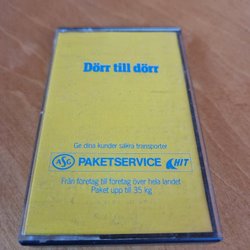 Dörr till dörr
Ge dina kunder säkra transporter
ASG PAKETSERVICE HIT
Från företag till företag över hela landet
Paket upp till 35 kg